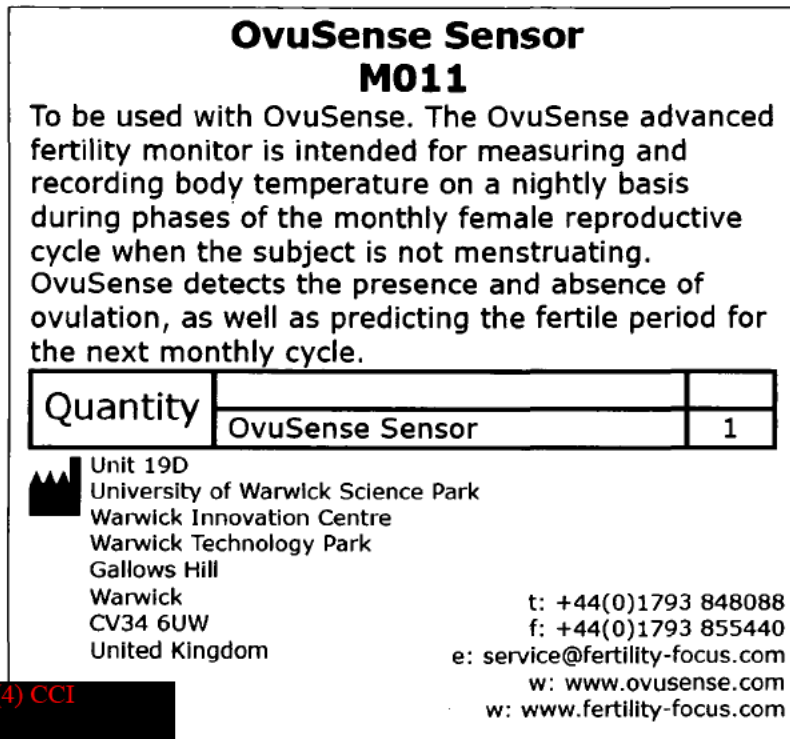 OvuSense Sensor
M011
To be used with OvuSense. The OvuSense advanced
fertility monitor is intended for measuring and
recording body temperature on a nightly basis
during phases of the monthly female reproductive
cycle when the subject is not menstruating.
OvuSense detects the presence and absence of
ovulation, as well as predicting the fertile period for
the next monthly cycle.
Quantity
OvuSense Sensor 1
Unit 19D
University of Warwick Science Park
Warwick Innovation Centre
Warwick Technology Park
Gallows Hill
Warwick
CV34 6UW
United Kingdom
t: +44(0)1793 848088
f: +44(0)1793 855440
e: service@fertility-focus.com
w: www.ovusense.com
w: www.fertility-focus.com
4) CCI